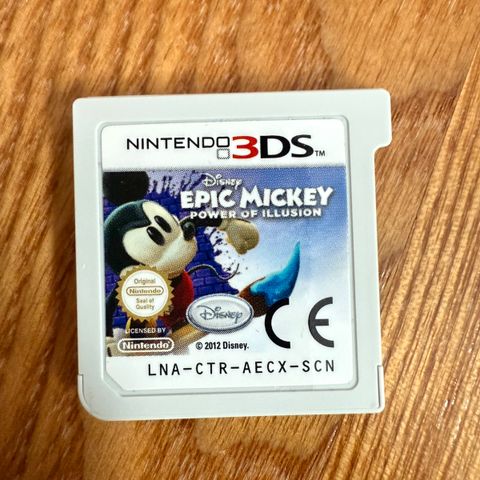 NINTENDO 3DS™
Disney
EPIC MICKEY
POWER OF ILLUSION
Original
Nintendo
Seal of
Quality
Disney
CE
LICENSED BY
Nintendo
© 2012 Disney.
LNA-CTR-AECX-SCN